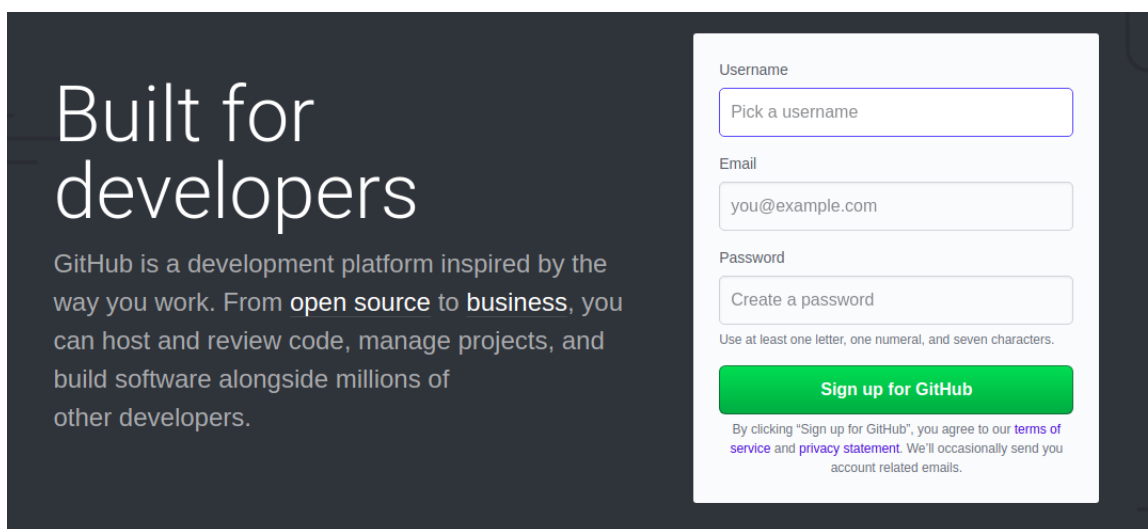 Built for
developers
GitHub is a development platform inspired by the
way you work. From open source to business, you
can host and review code, manage projects, and
build software alongside millions of
other developers.
Username
Pick a username
Email
you@example.com
Password
Create a password
Use at least one letter, one numeral, and seven characters.
Sign up for GitHub
By clicking “Sign up for GitHub”, you agree to our terms of
service and privacy statement. We’ll occasionally send you
account related emails.